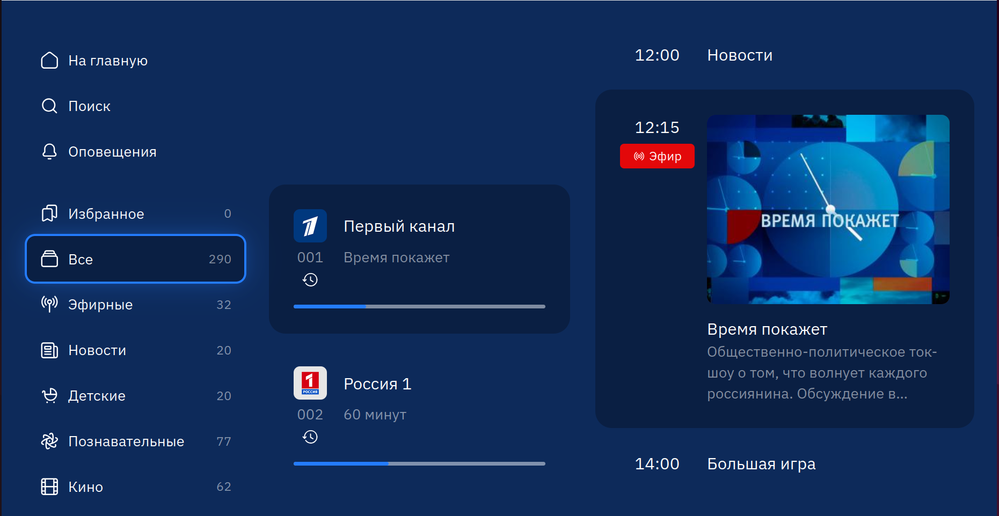 На главную
Поиск
Оповещения
Избранное 0
Все 290
Эфирные 32
Новости 20
Детские 20
Познавательные 77
Кино 62
Первый канал
001 Время покажет
1
РОССИЯ
Россия 1
002 60 минут
12:00 Новости
12:15
Эфир
ВРЕМЯ ПОКАЖЕТ
Время покажет
Общественно-политическое ток-
шоу о том, что волнует каждого
россиянина. Обсуждение в...
14:00 Большая игра